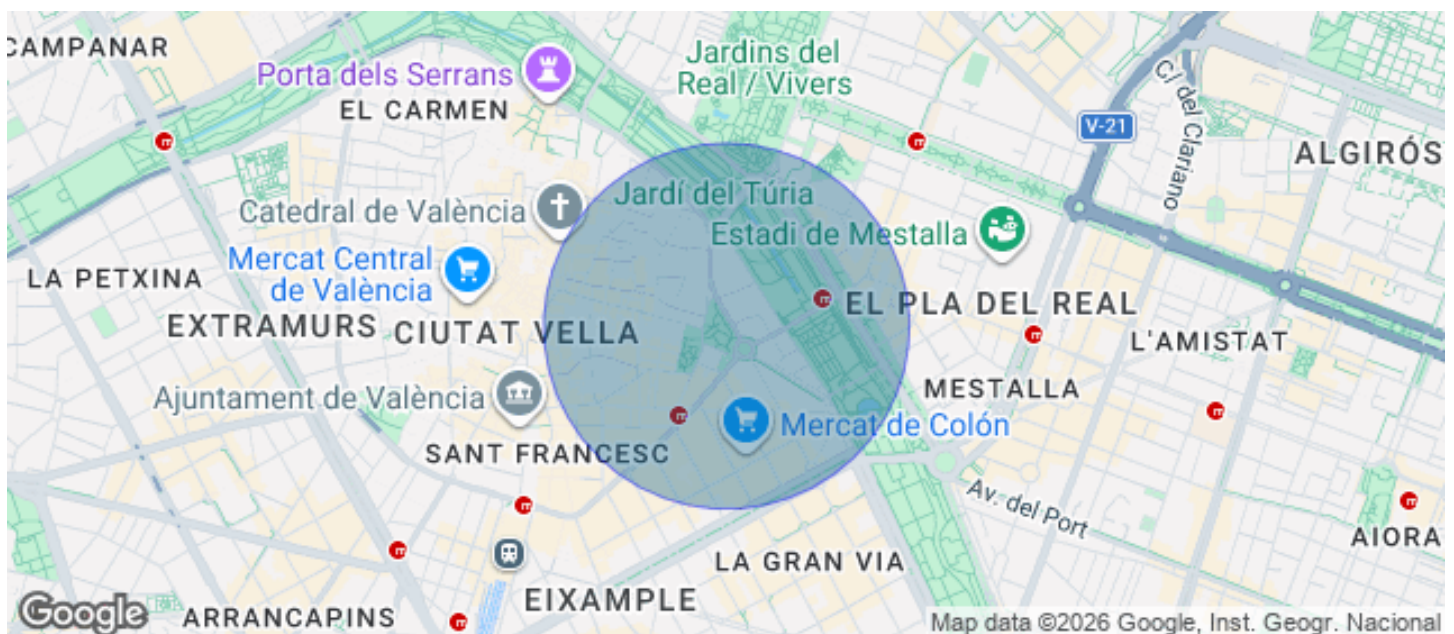 CAMPANAR
Porta dels Serrans
EL CARMEN
Jardins del
Real / Vivers
V-21
C/ del Clariano
ALGIRÓS
Jardí del Túria
Catedral de València
Estadi de Mestalla
Mercat Central
de València
LA PETXINA
EXTRAMURS
CIUTAT VELLA
EL PLA DEL REAL
L'AMISTAT
Ajuntament de València
MESTALLA
Mercat de Colón
SANT FRANCESC
Av. del Port
AIORA
LA GRAN VIA
EIXAMPLE
ARRANCAPINS
Google
Map data ©2026 Google, Inst. Geogr. Nacional